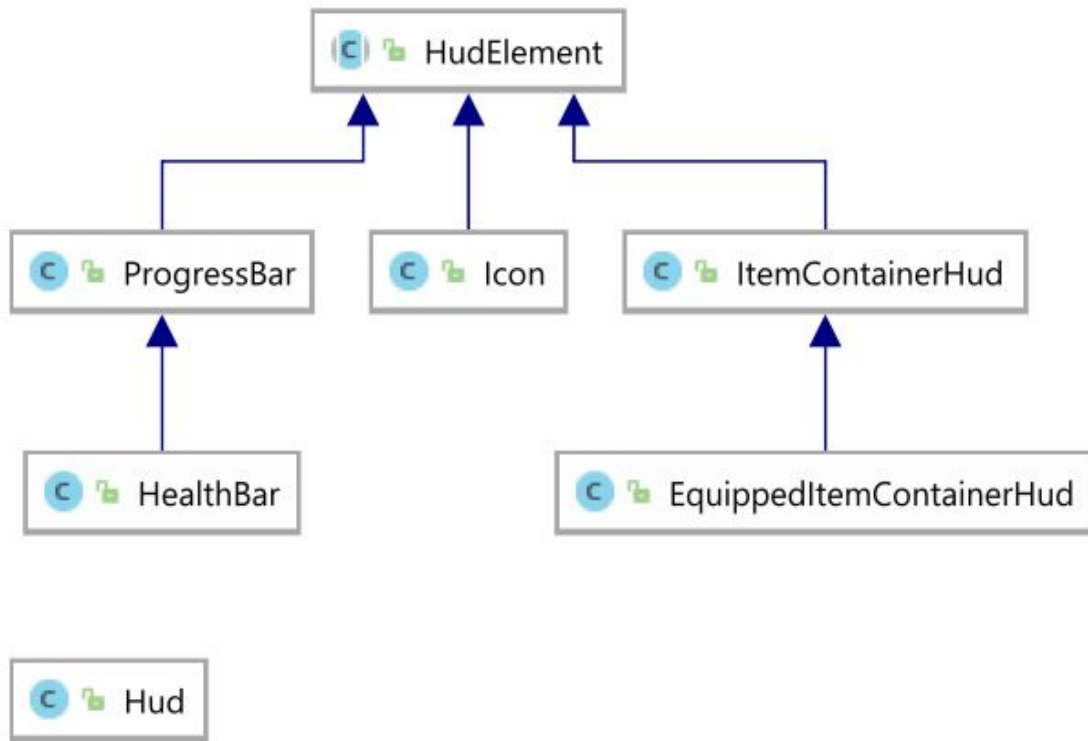 C HudElement
C ProgressBar
C Icon
C ItemContainerHud
C HealthBar
C EquippedItemContainerHud
C Hud